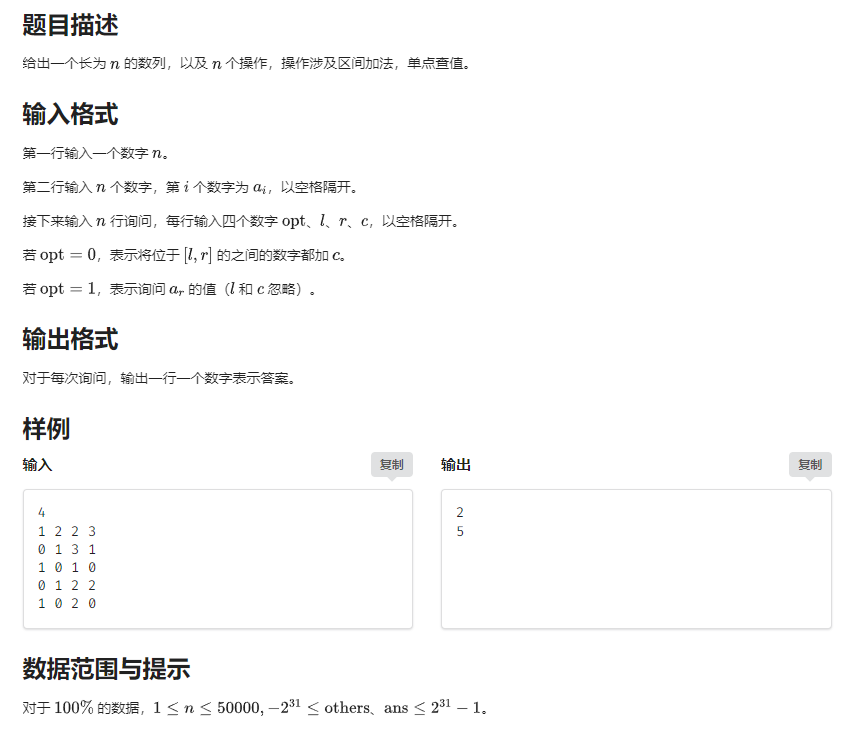 题目描述
给出一个长为 n 的数列，以及 n 个操作，操作涉及区间加法，单点查值。
输入格式
第一行输入一个数字 n。
第二行输入 n 个数字，第 i 个数字为 a_i，以空格隔开。
接下来输入 n 行询问，每行输入四个数字 opt、l、r、c，以空格隔开。
若 opt = 0，表示将位于 [l, r] 的之间的数字都加 c。
若 opt = 1，表示询问 a_r 的值（l 和 c 忽略）。
输出格式
对于每次询问，输出一行一个数字表示答案。
样例
输入 复制
4
1 2 2 3
0 1 3 1
1 0 1 0
0 1 2 2
1 0 2 0
输出 复制
2
5
数据范围与提示
对于 100% 的数据，1 ≤ n ≤ 50000, −2^31 ≤ others、ans ≤ 2^31 − 1。